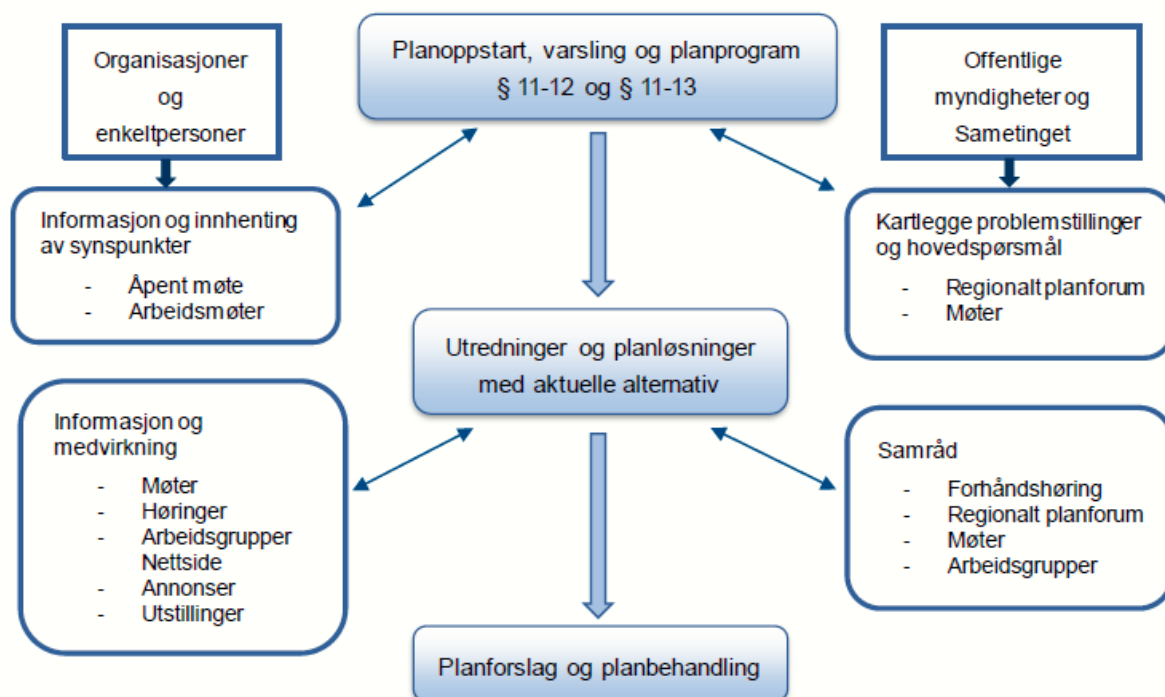 Organisasjoner
og
enkeltpersoner
Planoppstart, varsling og planprogram
§ 11-12 og § 11-13
Offentlige
myndigheter og
Sametinget
Informasjon og innhenting
av synspunkter
- Åpent møte
- Arbeidsmøter
Kartlegge problemstillinger
og hovedspørsmål
- Regionalt planforum
- Møter
Utredninger og planløsninger
med aktuelle alternativ
Informasjon og
medvirkning
- Møter
- Høringer
- Arbeidsgrupper
Nettside
- Annonser
- Utstillinger
Samråd
- Forhåndshøring
- Regionalt planforum
- Møter
- Arbeidsgrupper
Planforslag og planbehandling